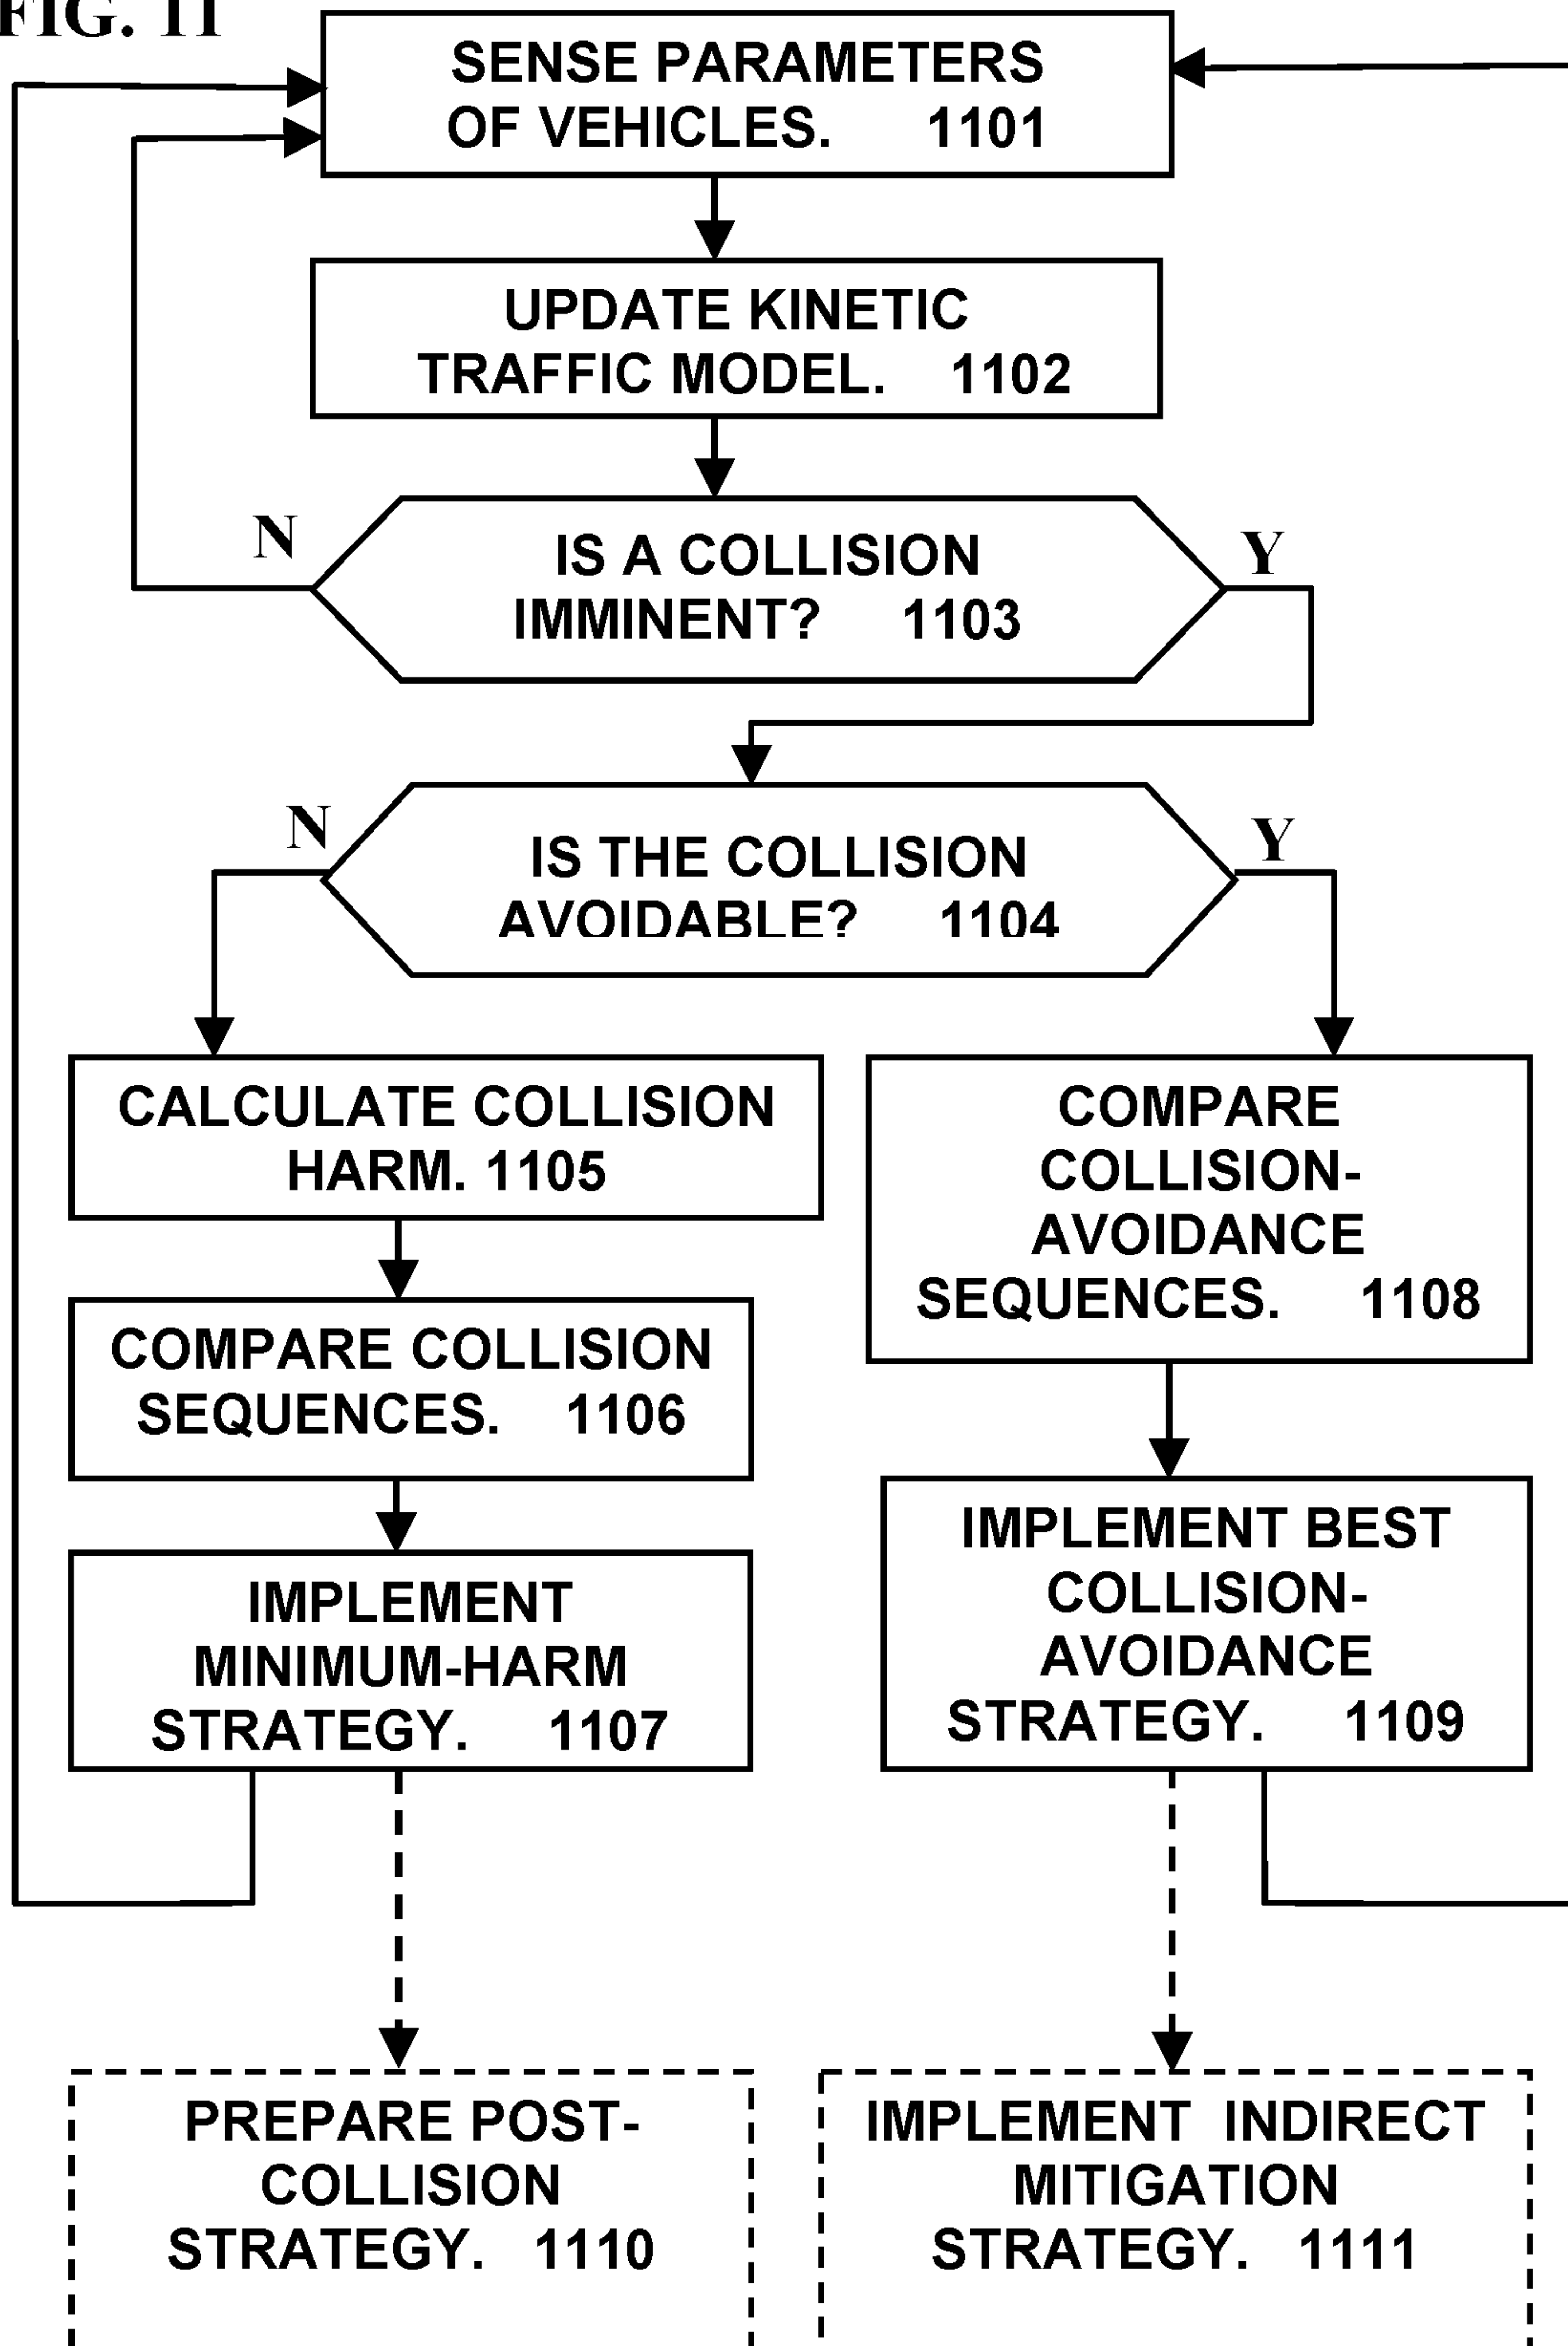 FIG. 11
SENSE PARAMETERS
OF VEHICLES. 1101
UPDATE KINETIC
TRAFFIC MODEL. 1102
N
Y
IS A COLLISION
IMMINENT? 1103
N
Y
IS THE COLLISION
AVOIDABLE? 1104
CALCULATE COLLISION
HARM. 1105
COMPARE COLLISION
SEQUENCES. 1106
IMPLEMENT
MINIMUM-HARM
STRATEGY. 1107
COMPARE
COLLISION-
AVOIDANCE
SEQUENCES. 1108
IMPLEMENT BEST
COLLISION-
AVOIDANCE
STRATEGY. 1109
PREPARE POST-
COLLISION
STRATEGY. 1110
IMPLEMENT INDIRECT
MITIGATION
STRATEGY. 1111